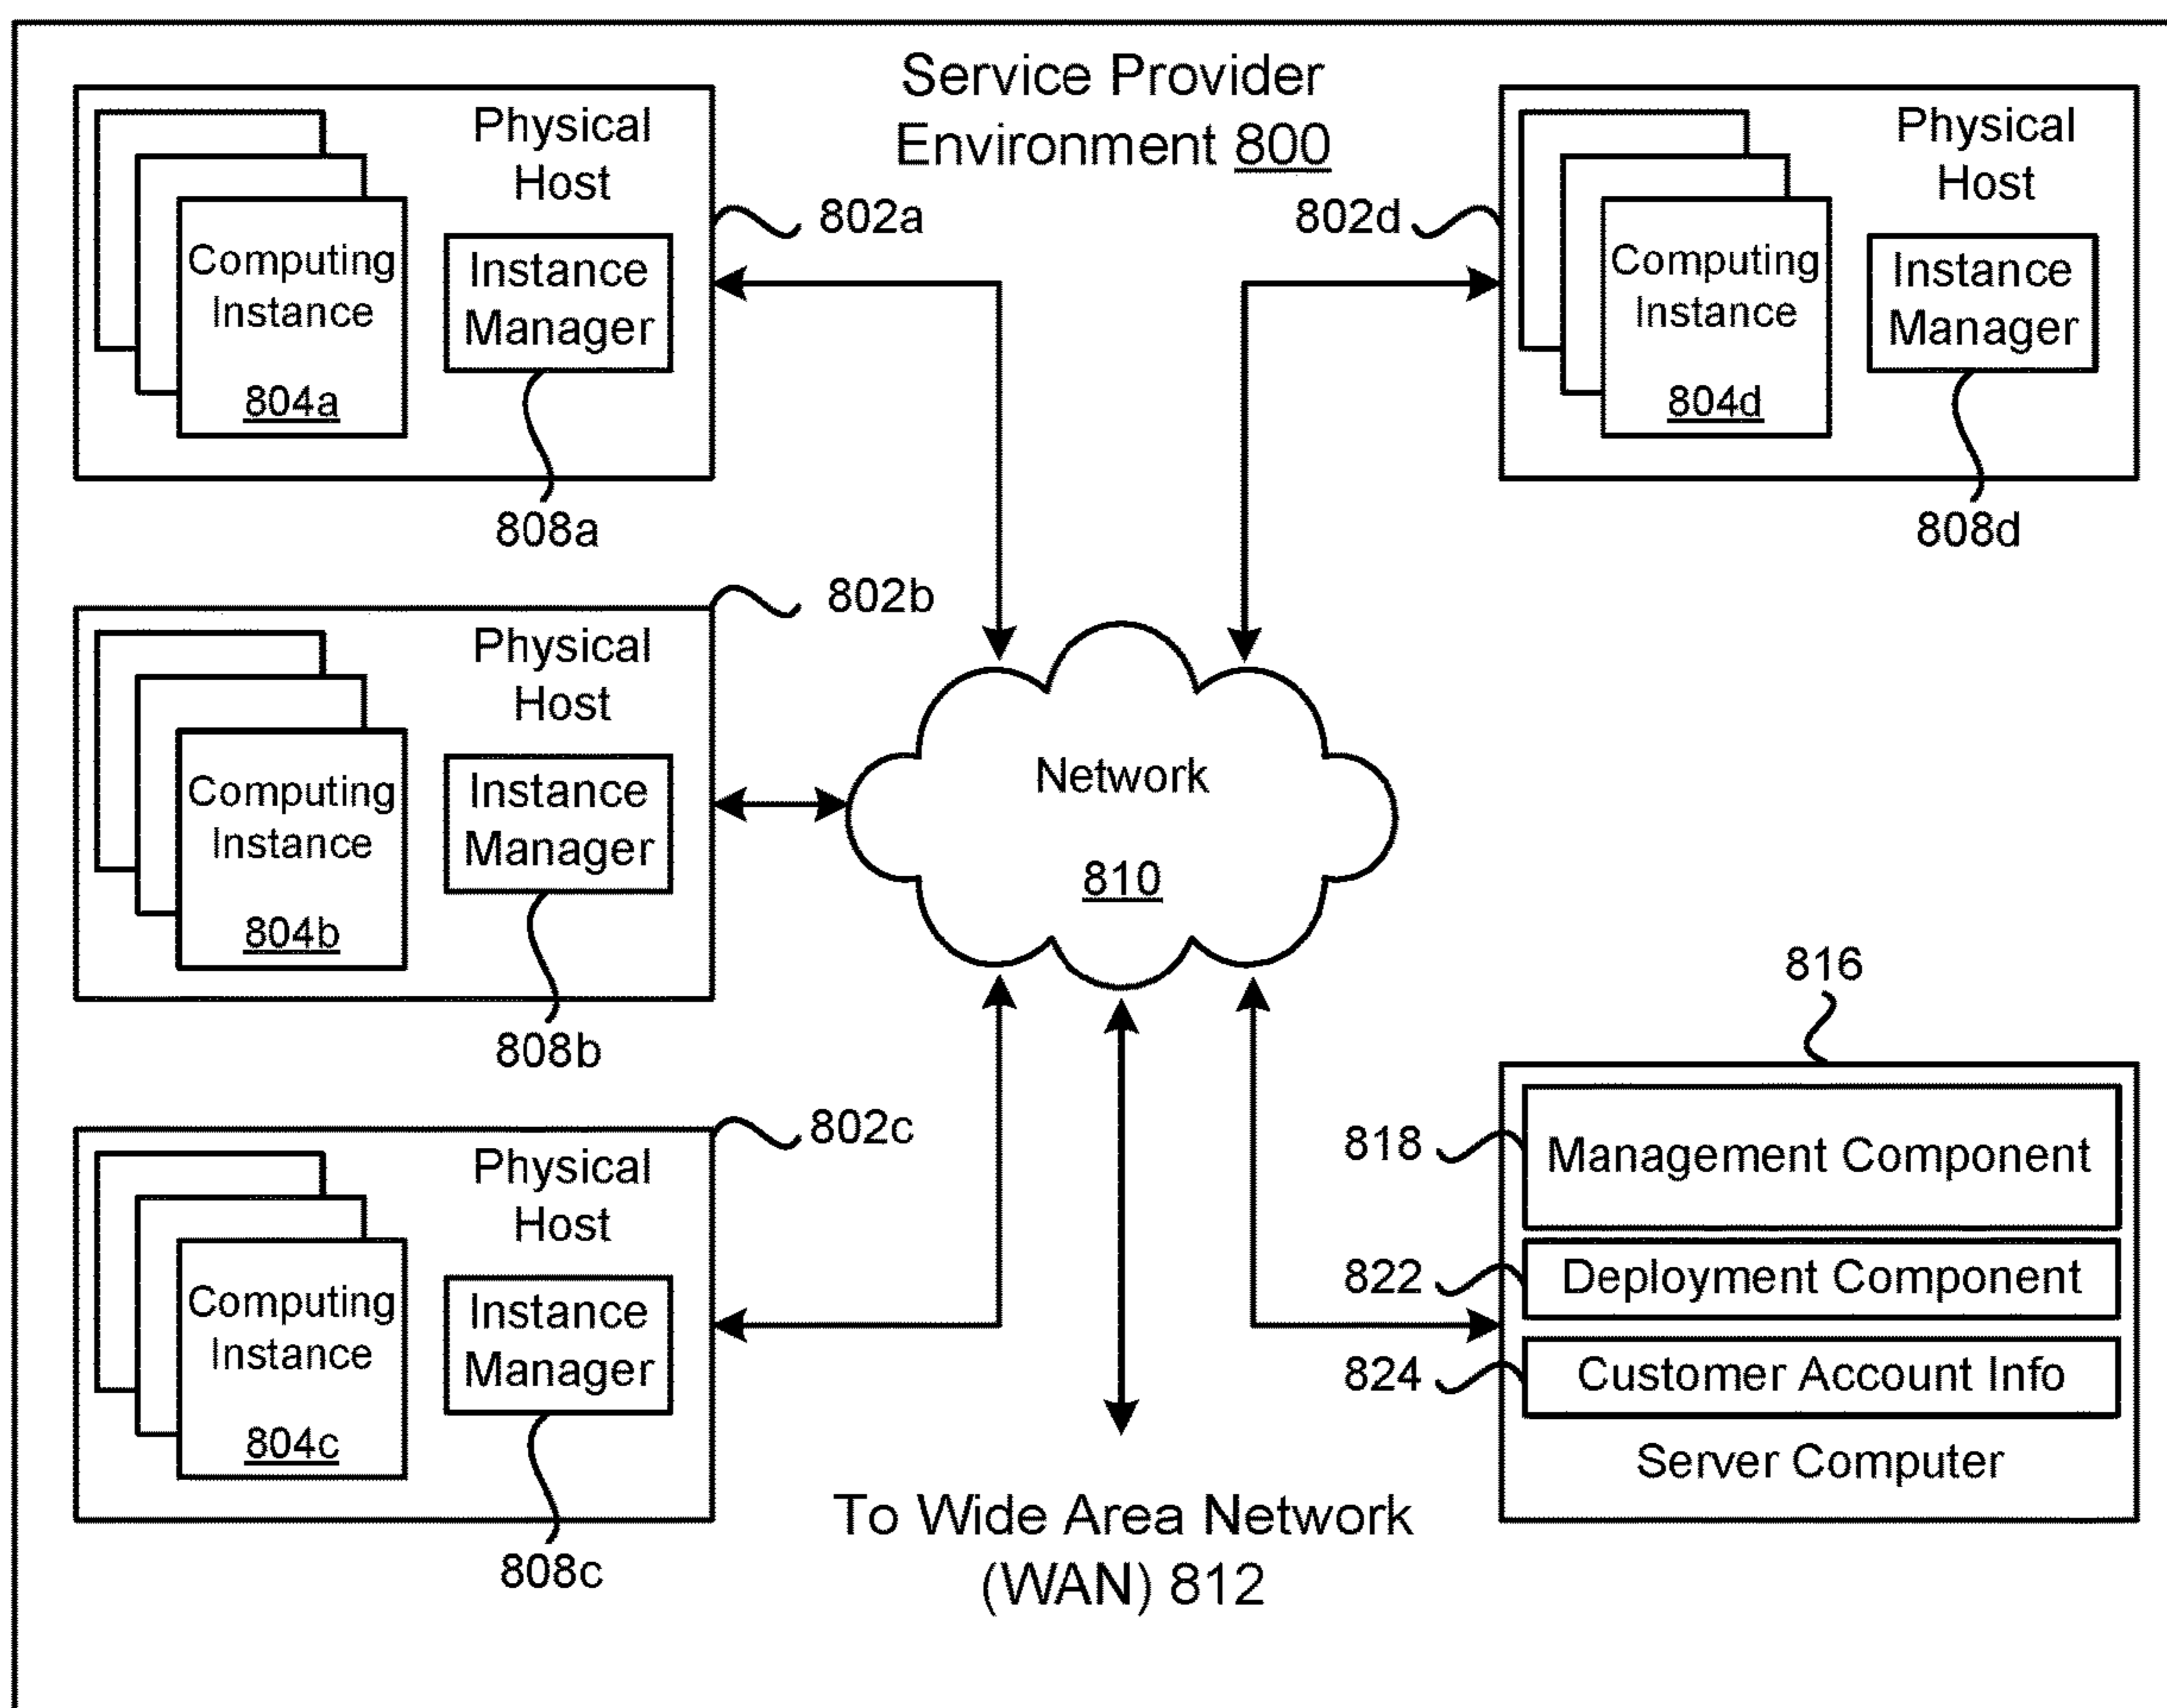 Service Provider
Environment 800
Physical
Host
Computing
Instance
804a
Instance
Manager
802a
808a
Physical
Host
Computing
Instance
804d
Instance
Manager
802d
808d
Physical
Host
Computing
Instance
804b
Instance
Manager
802b
808b
Network
810
Physical
Host
Computing
Instance
804c
Instance
Manager
802c
808c
816
818
Management Component
822
Deployment Component
824
Customer Account Info
Server Computer
To Wide Area Network
(WAN) 812